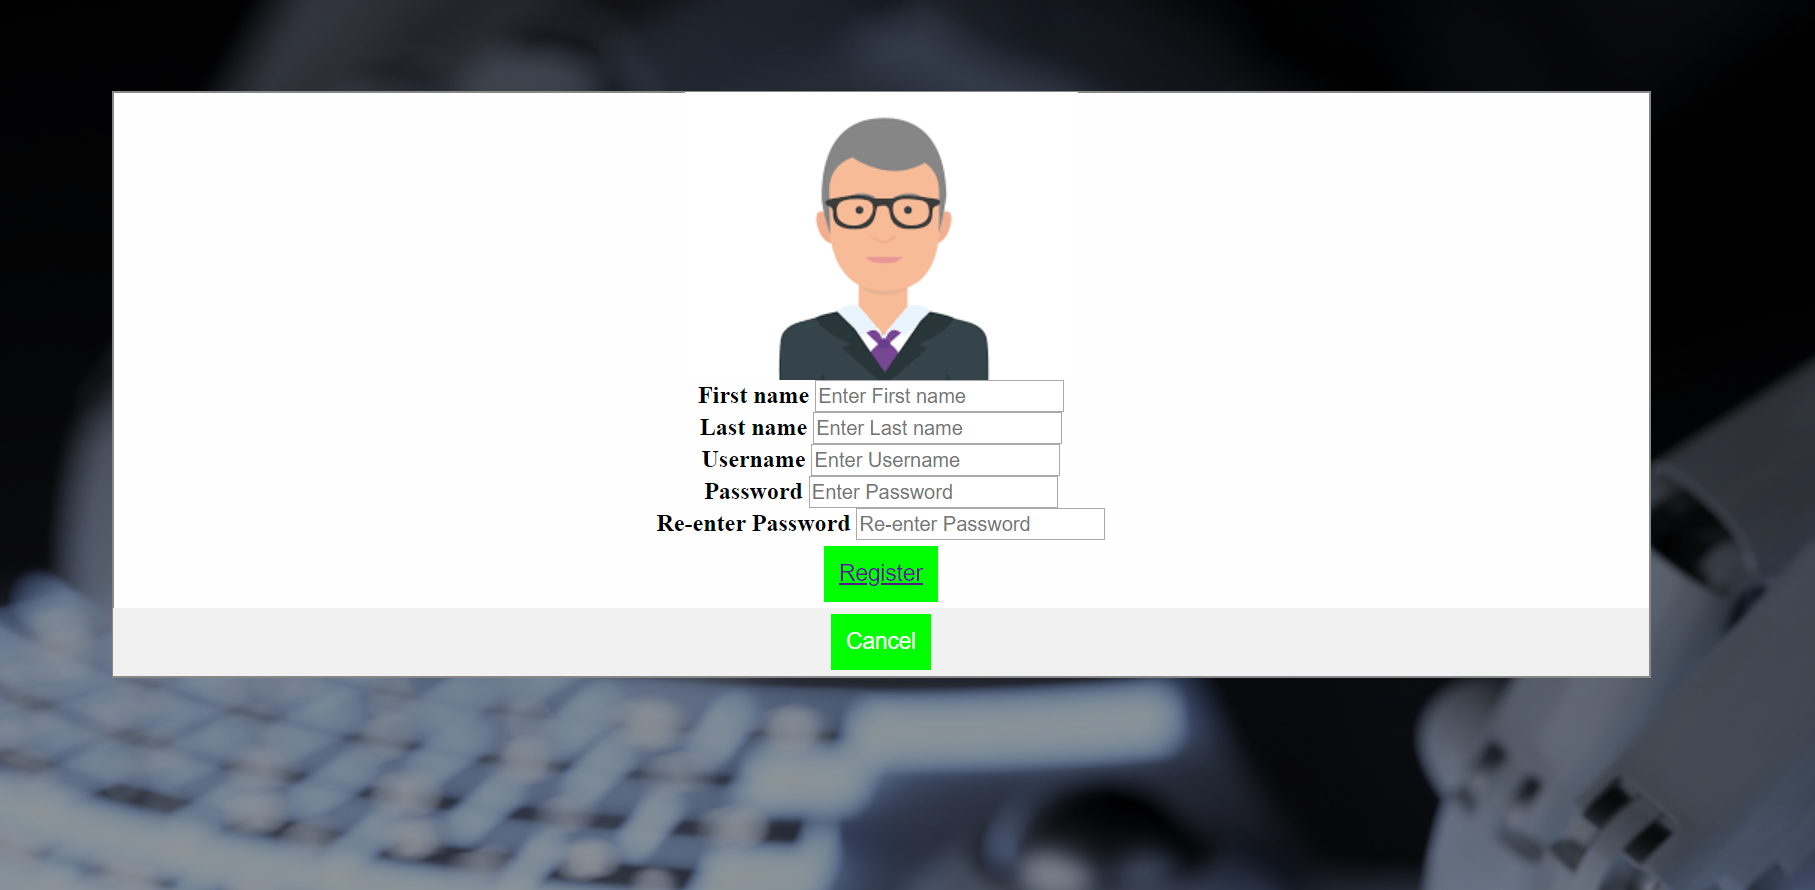 First name Enter First name
Last name Enter Last name
Username Enter Username
Password Enter Password
Re-enter Password Re-enter Password
Register
Cancel